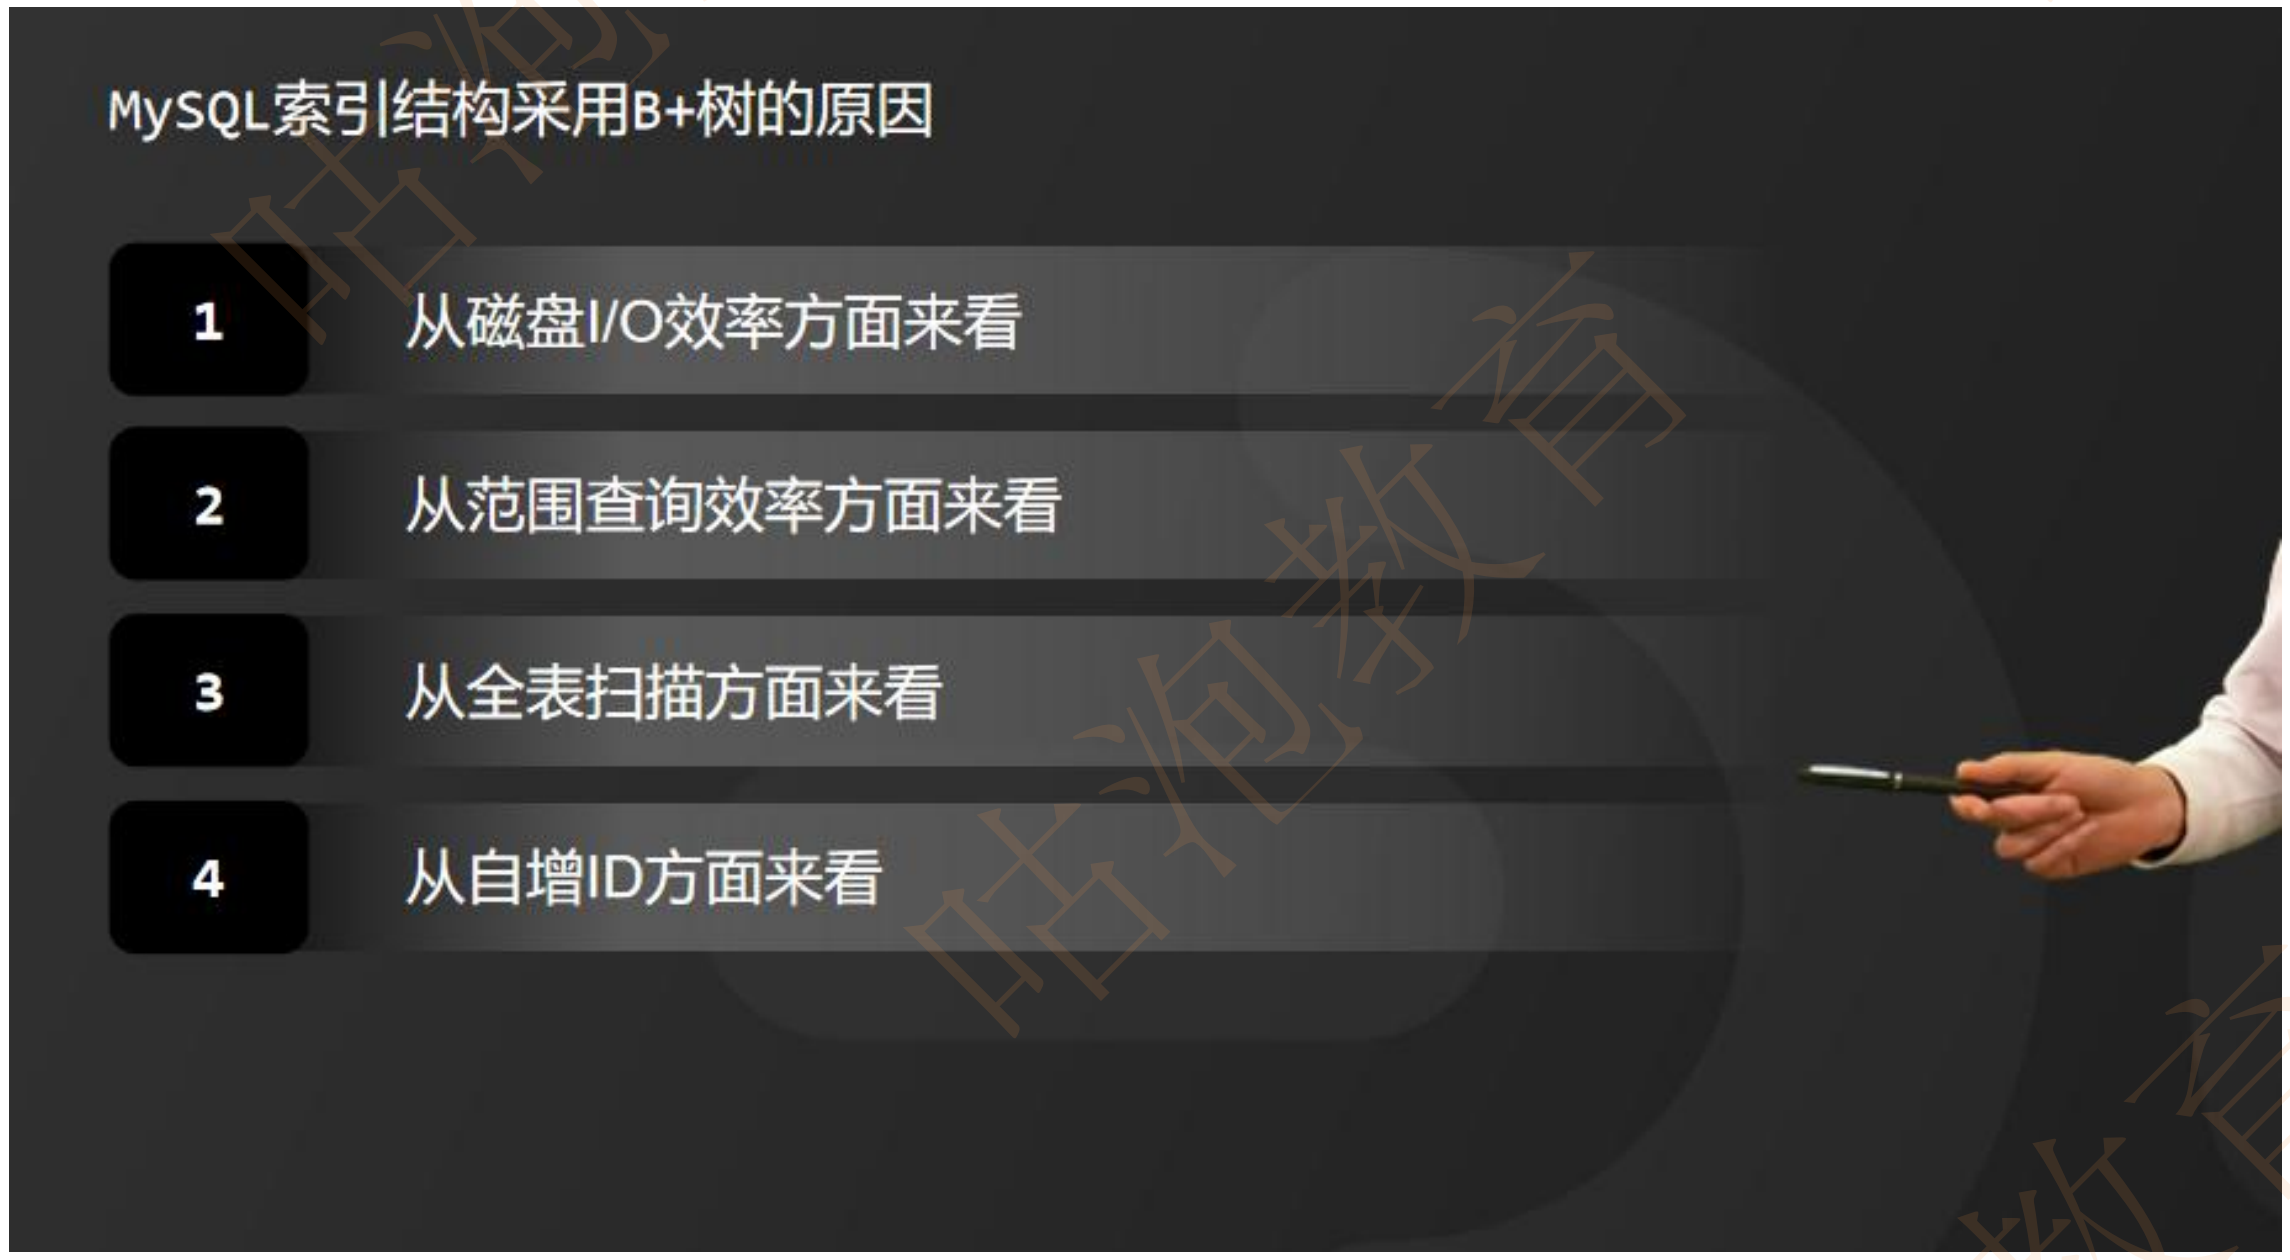 MySQL索引结构采用B+树的原因
1 从磁盘I/O效率方面来看
2 从范围查询效率方面来看
3 从全表扫描方面来看
4 从自增ID方面来看
咕泡
咕泡教育
教育